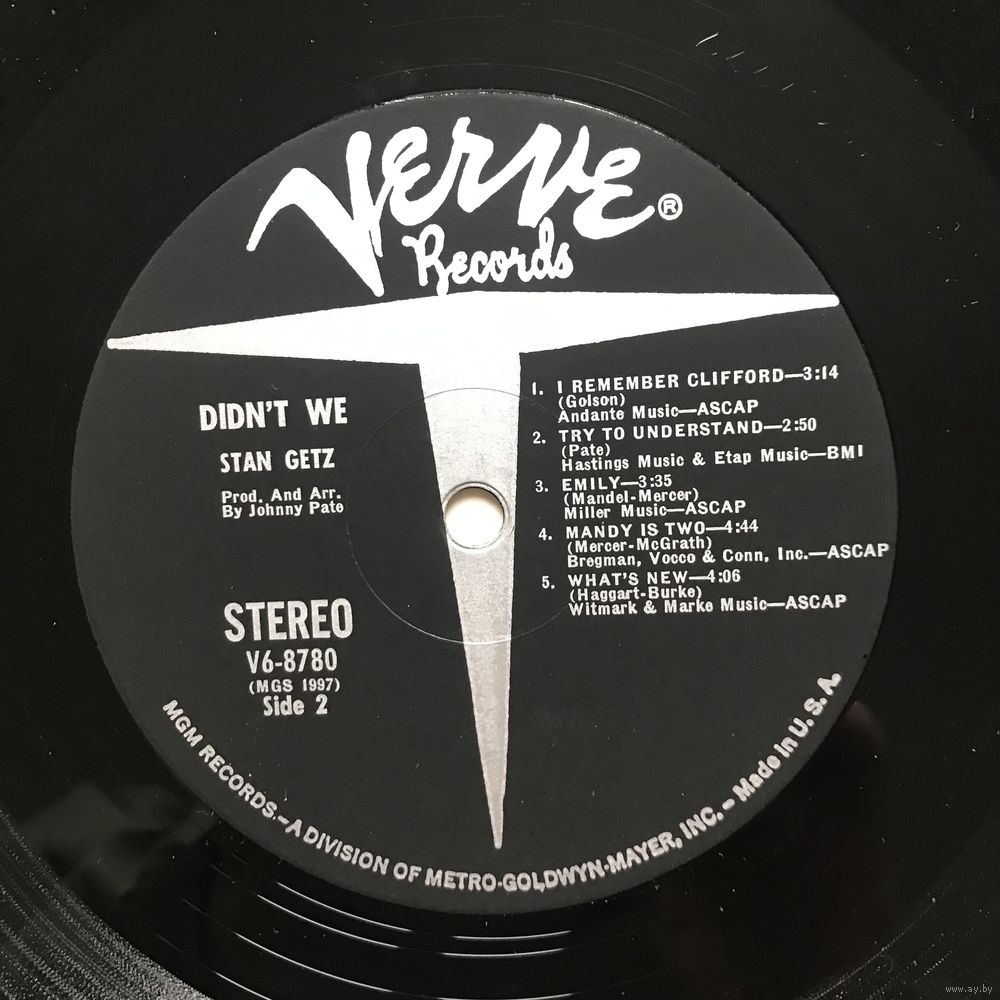 Verve®
Records
DIDN'T WE
STAN GETZ
Prod. And Arr.
By Johnny Pate
STEREO
V6-8780
(MGS 1997)
Side 2
1. I REMEMBER CLIFFORD—3:14
(Golson)
Andante Music—ASCAP
2. TRY TO UNDERSTAND—2:50
(Pate)
Hastings Music & Etap Music—BMI
3. EMILY—3:35
(Mandel-Mercer)
Miller Music—ASCAP
4. MANDY IS TWO—4:44
(Mercer-McGrath)
Bregman, Vocco & Conn, Inc.—ASCAP
5. WHAT'S NEW—4:06
(Haggart-Burke)
Witmark & Marke Music—ASCAP
MGM RECORDS—A DIVISION OF METRO-GOLDWYN-MAYER, INC. – Made in U.S.A.
www.ay.by